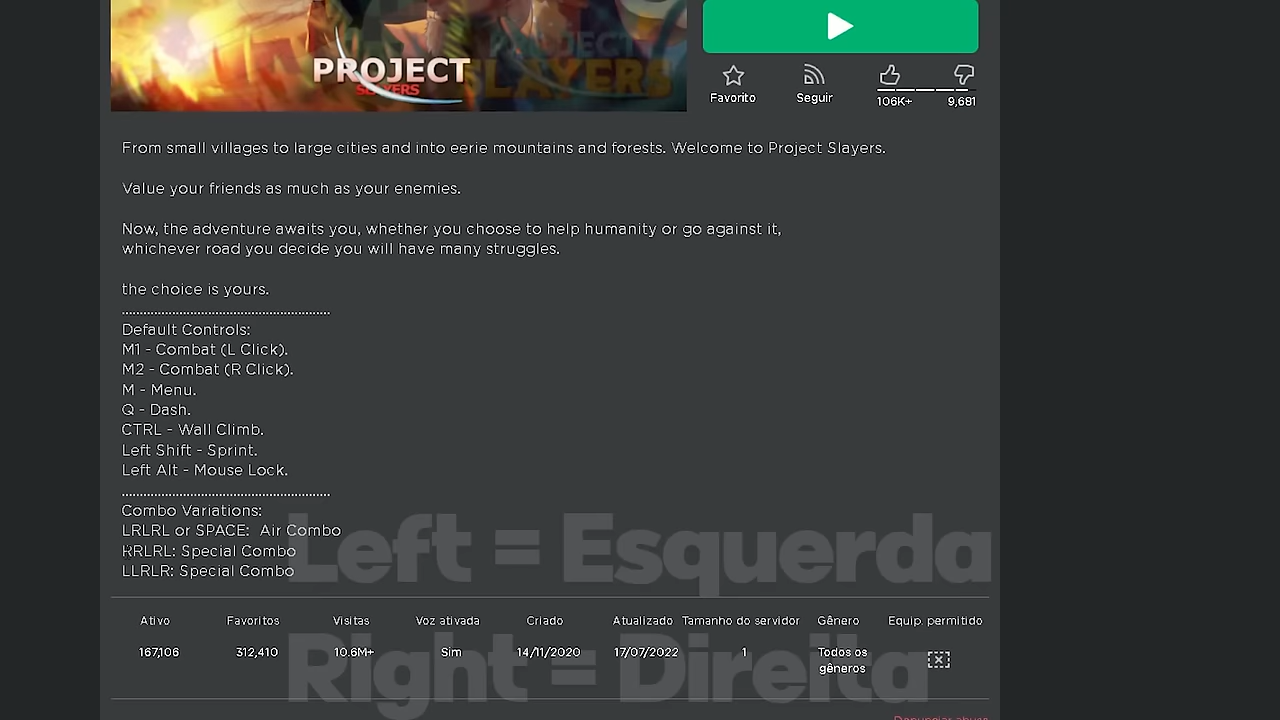 PROJECT
SLAYERS
PROJECT
SLAYERS
Favorito
Seguir
106K+
9,681
From small villages to large cities and into eerie mountains and forests. Welcome to Project Slayers.
Value your friends as much as your enemies.
Now, the adventure awaits you, whether you choose to help humanity or go against it,
whichever road you decide you will have many struggles.
the choice is yours.
..........................................................
Default Controls:
M1 - Combat (L Click).
M2 - Combat (R Click).
M - Menu.
Q - Dash.
CTRL - Wall Climb.
Left Shift - Sprint.
Left Alt - Mouse Lock.
..........................................................
Combo Variations:
LRLRL or SPACE:  Air Combo
RRLRL: Special Combo
LLRLR: Special Combo
Left = Esquerda
Ativo Favoritos Visitas Voz ativada Criado Atualizado Tamanho do servidor Gênero Equip. permitido
167,106 312,410 10.6M+ Sim 14/11/2020 17/07/2022 1 Todos os
gêneros
Right = Direita
Denunciar abuso